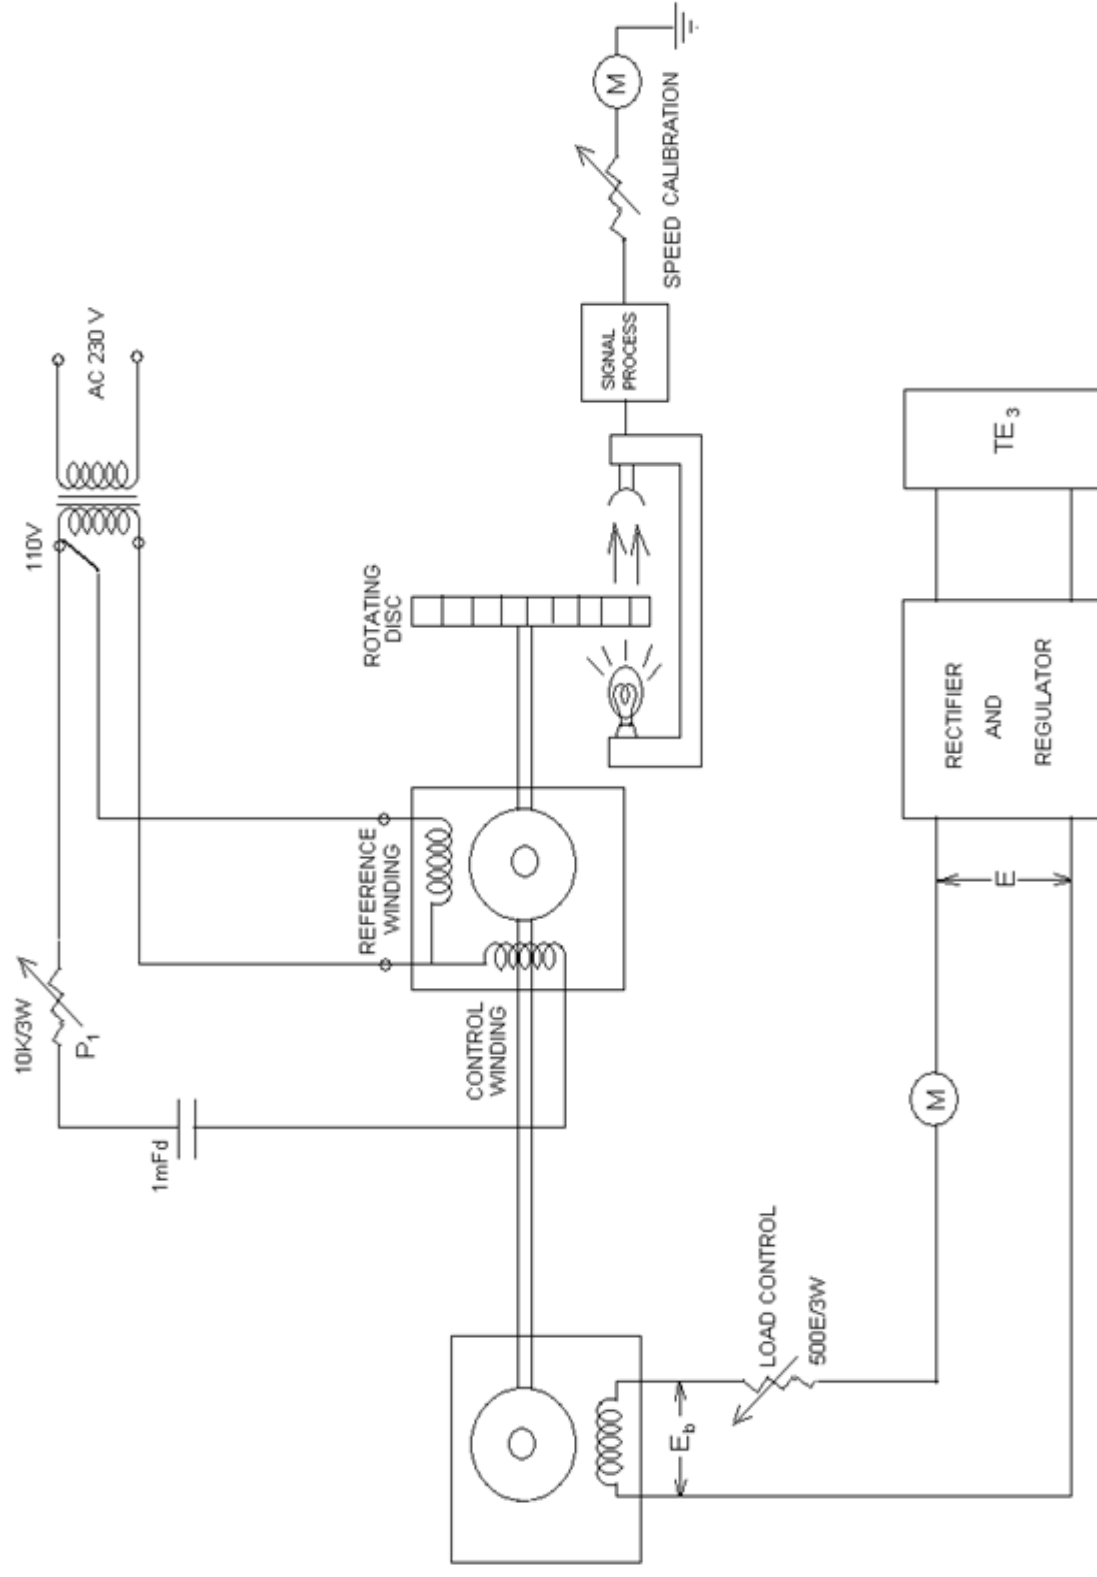 AC 230 V
110V
10K/3W
P1
1mFd
REFERENCE
WINDING
CONTROL
WINDING
ROTATING
DISC
SIGNAL
PROCESS
SPEED CALIBRATION
M
LOAD CONTROL
500E/3W
Eb
M
E
RECTIFIER
AND
REGULATOR
TE3